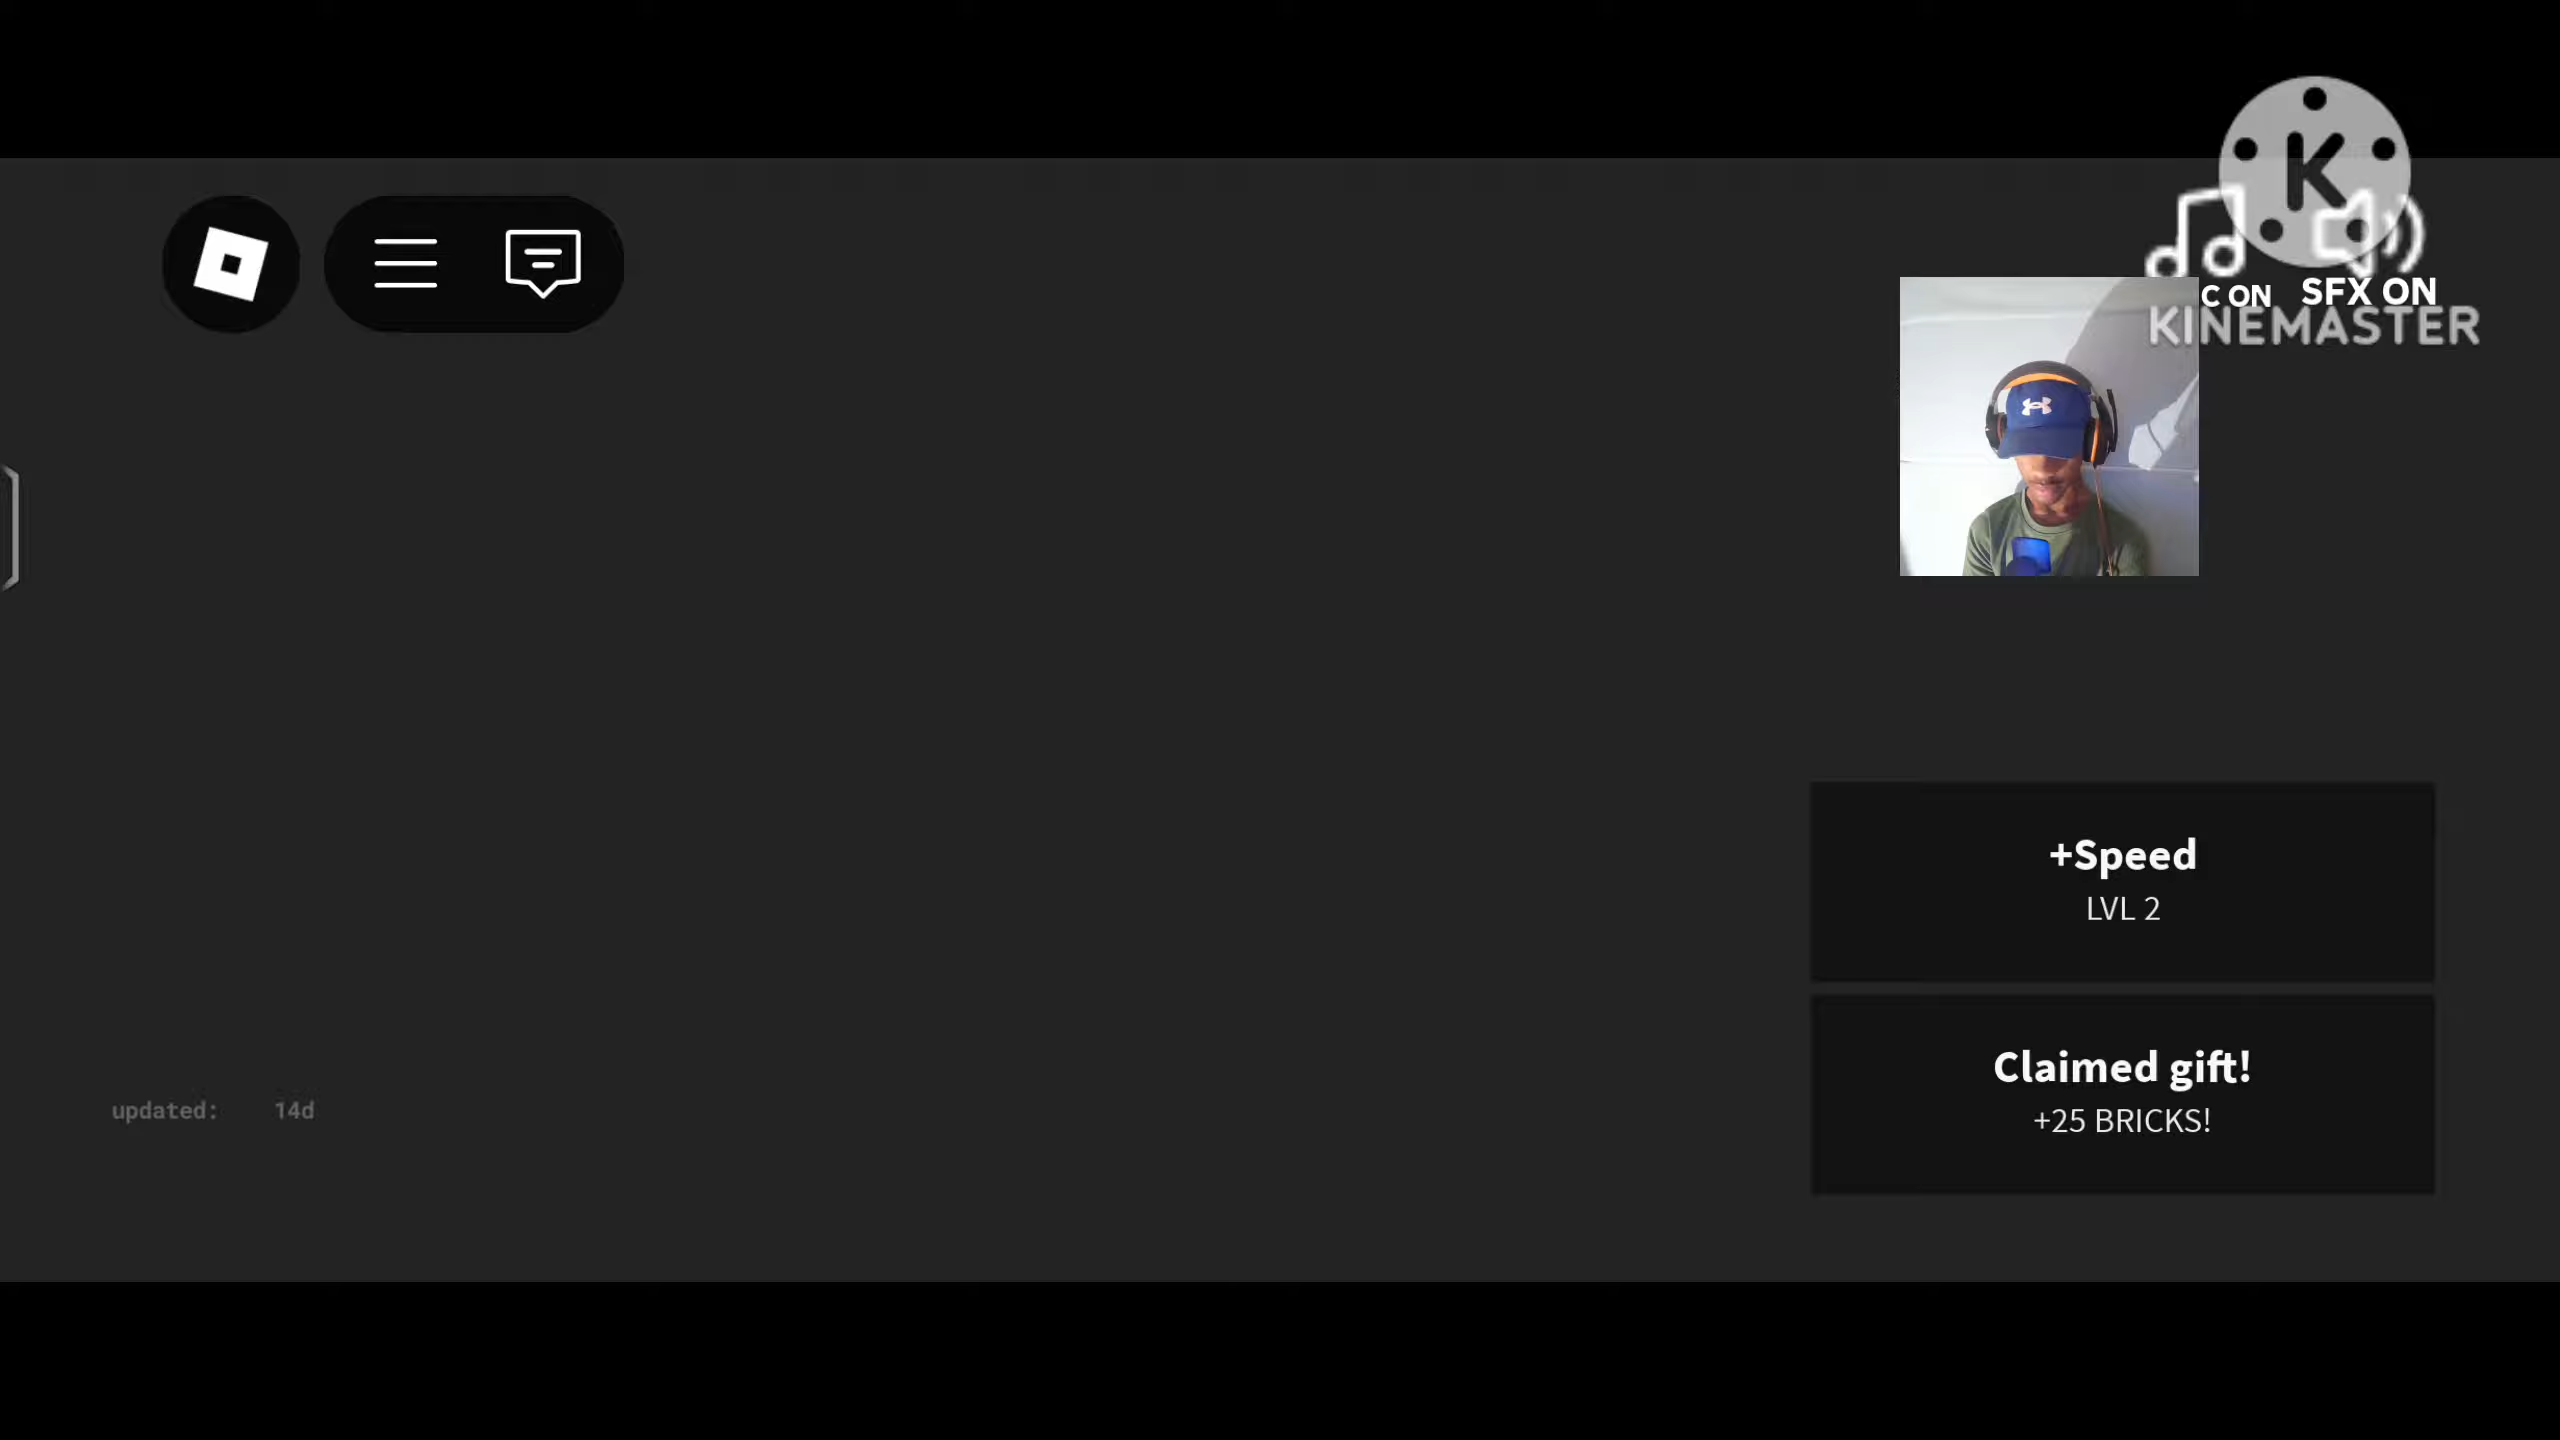 C ON SFX ON
K
KINEMASTER
+Speed
LVL 2
Claimed gift!
+25 BRICKS!
updated: 14d